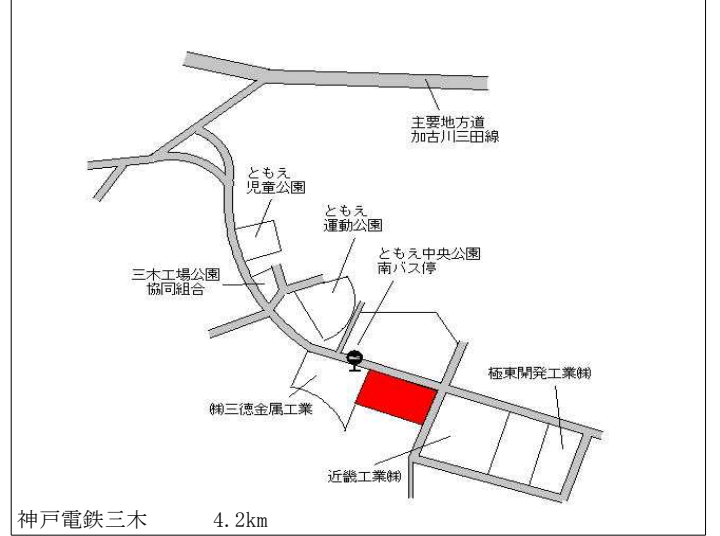 主要地方道
加古川三田線
ともえ
児童公園
ともえ
運動公園
ともえ中央公園
南バス停
三木工場公園
協同組合
極東開発工業㈱
㈱三徳金属工業
近畿工業㈱
神戸電鉄三木 4.2km